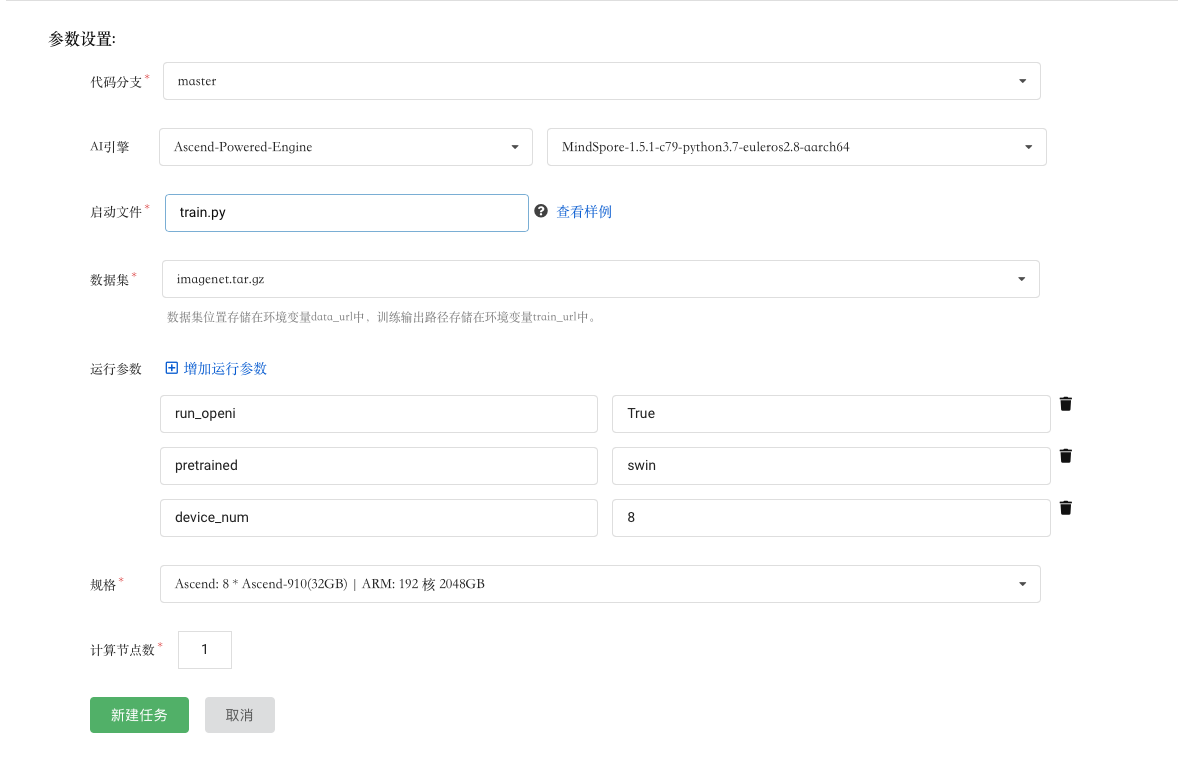 参数设置:
代码分支* master
AI引擎 Ascend-Powered-Engine MindSpore-1.5.1-c79-python3.7-euleros2.8-aarch64
启动文件* train.py 查看样例
数据集* imagenet.tar.gz
数据集位置存储在环境变量data_url中、训练输出路径存储在环境变量train_url中。
运行参数 增加运行参数
run_openi True
pretrained swin
device_num 8
规格* Ascend: 8 * Ascend-910(32GB) | ARM: 192 核 2048GB
计算节点数* 1
新建任务 取消